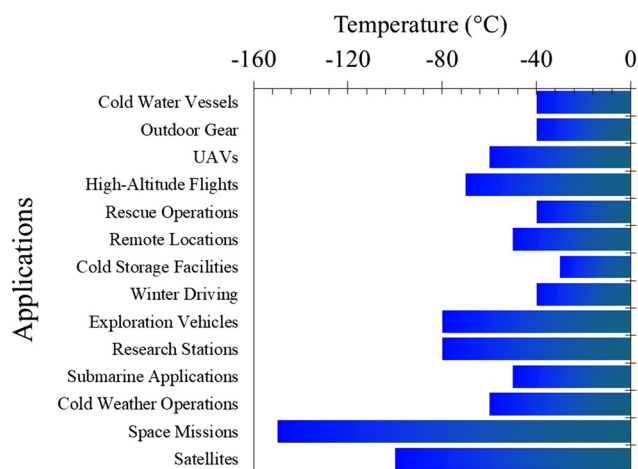 Temperature (°C)
-160 -120 -80 -40 0
Applications
Cold Water Vessels
Outdoor Gear
UAVs
High-Altitude Flights
Rescue Operations
Remote Locations
Cold Storage Facilities
Winter Driving
Exploration Vehicles
Research Stations
Submarine Applications
Cold Weather Operations
Space Missions
Satellites